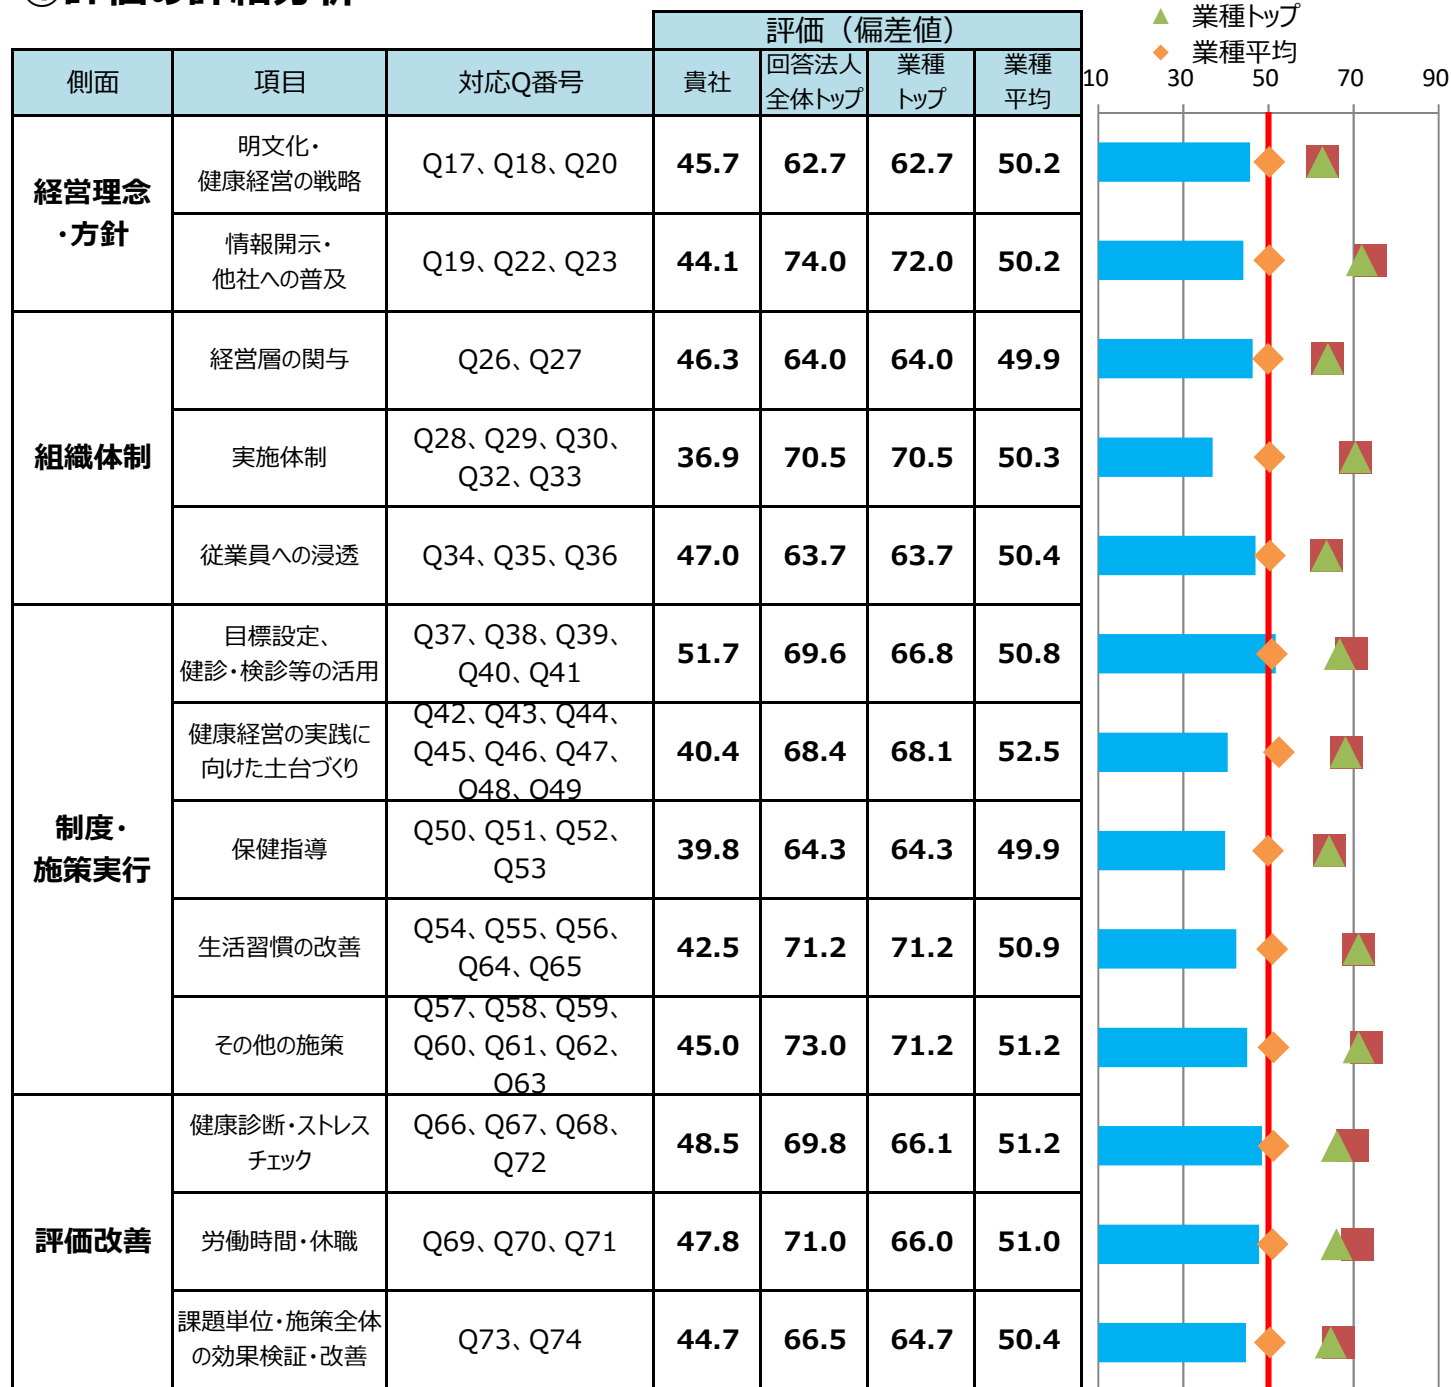 評価（偏差値）
▲ 業種トップ
◆ 業種平均
側面 項目 対応Q番号 貴社 回答法人 業種 業種
全体トップ トップ 平均
10 30 50 70 90
経営理念
・方針
明文化・
健康経営の戦略
Q17、Q18、Q20 45.7 62.7 62.7 50.2
情報開示・
他社への普及
Q19、Q22、Q23 44.1 74.0 72.0 50.2
組織体制
経営層の関与 Q26、Q27 46.3 64.0 64.0 49.9
実施体制
Q28、Q29、Q30、
Q32、Q33
36.9 70.5 70.5 50.3
従業員への浸透 Q34、Q35、Q36 47.0 63.7 63.7 50.4
制度・
施策実行
目標設定、
健診・検診等の活用
Q37、Q38、Q39、
Q40、Q41
51.7 69.6 66.8 50.8
健康経営の実践に
向けた土台づくり
Q42、Q43、Q44、
Q45、Q46、Q47、
Q48、Q49
40.4 68.4 68.1 52.5
保健指導
Q50、Q51、Q52、
Q53
39.8 64.3 64.3 49.9
生活習慣の改善
Q54、Q55、Q56、
Q64、Q65
42.5 71.2 71.2 50.9
その他の施策
Q57、Q58、Q59、
Q60、Q61、Q62、
Q63
45.0 73.0 71.2 51.2
評価改善
健康診断・ストレス
チェック
Q66、Q67、Q68、
Q72
48.5 69.8 66.1 51.2
労働時間・休職 Q69、Q70、Q71 47.8 71.0 66.0 51.0
課題単位・施策全体
の効果検証・改善
Q73、Q74 44.7 66.5 64.7 50.4